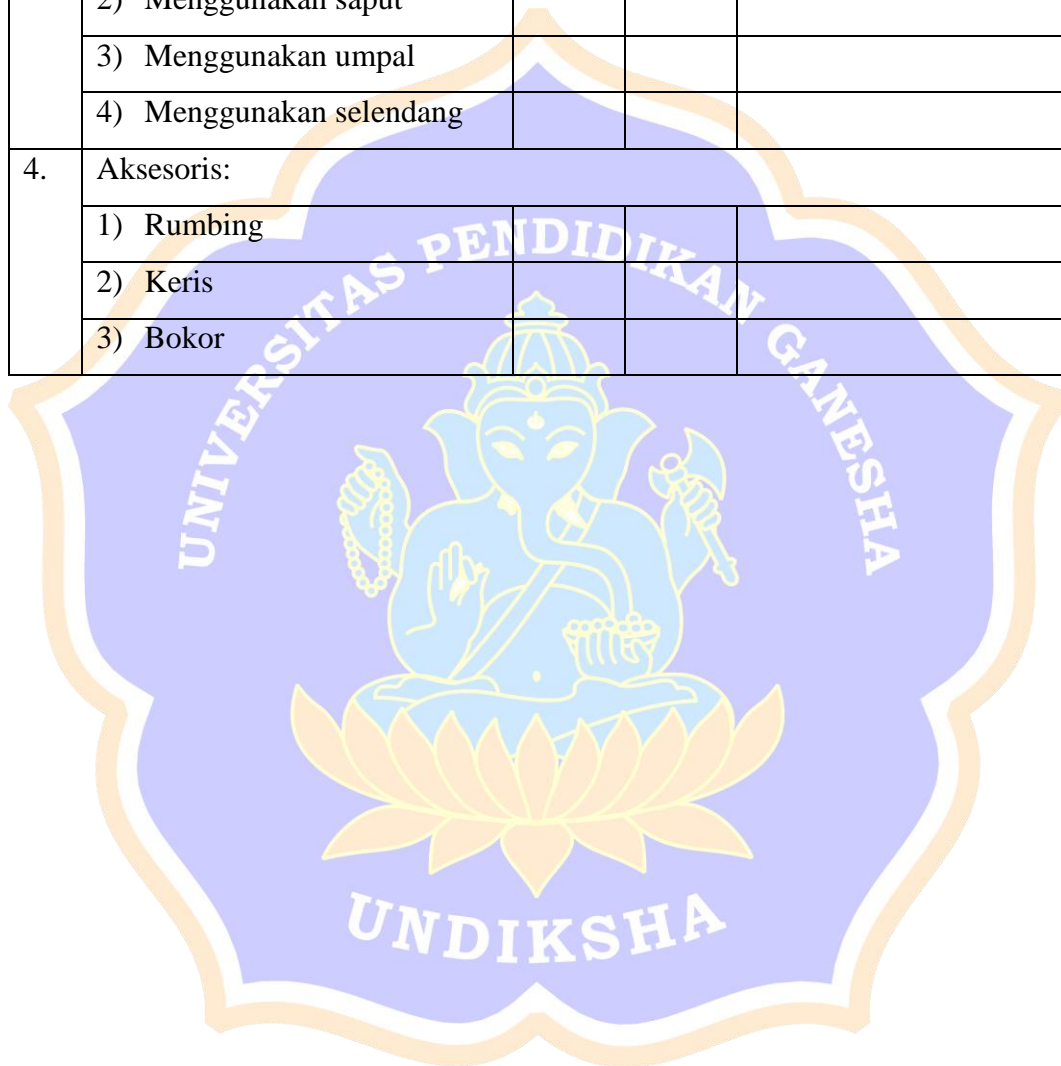 2) Menggunakan saput
3) Menggunakan umpal
4) Menggunakan selendang
4. Aksesoris:
1) Rumbing
2) Keris
3) Bokor
UNIVERSITAS PENDIDIKAN GANESHA
UNDIKSHA